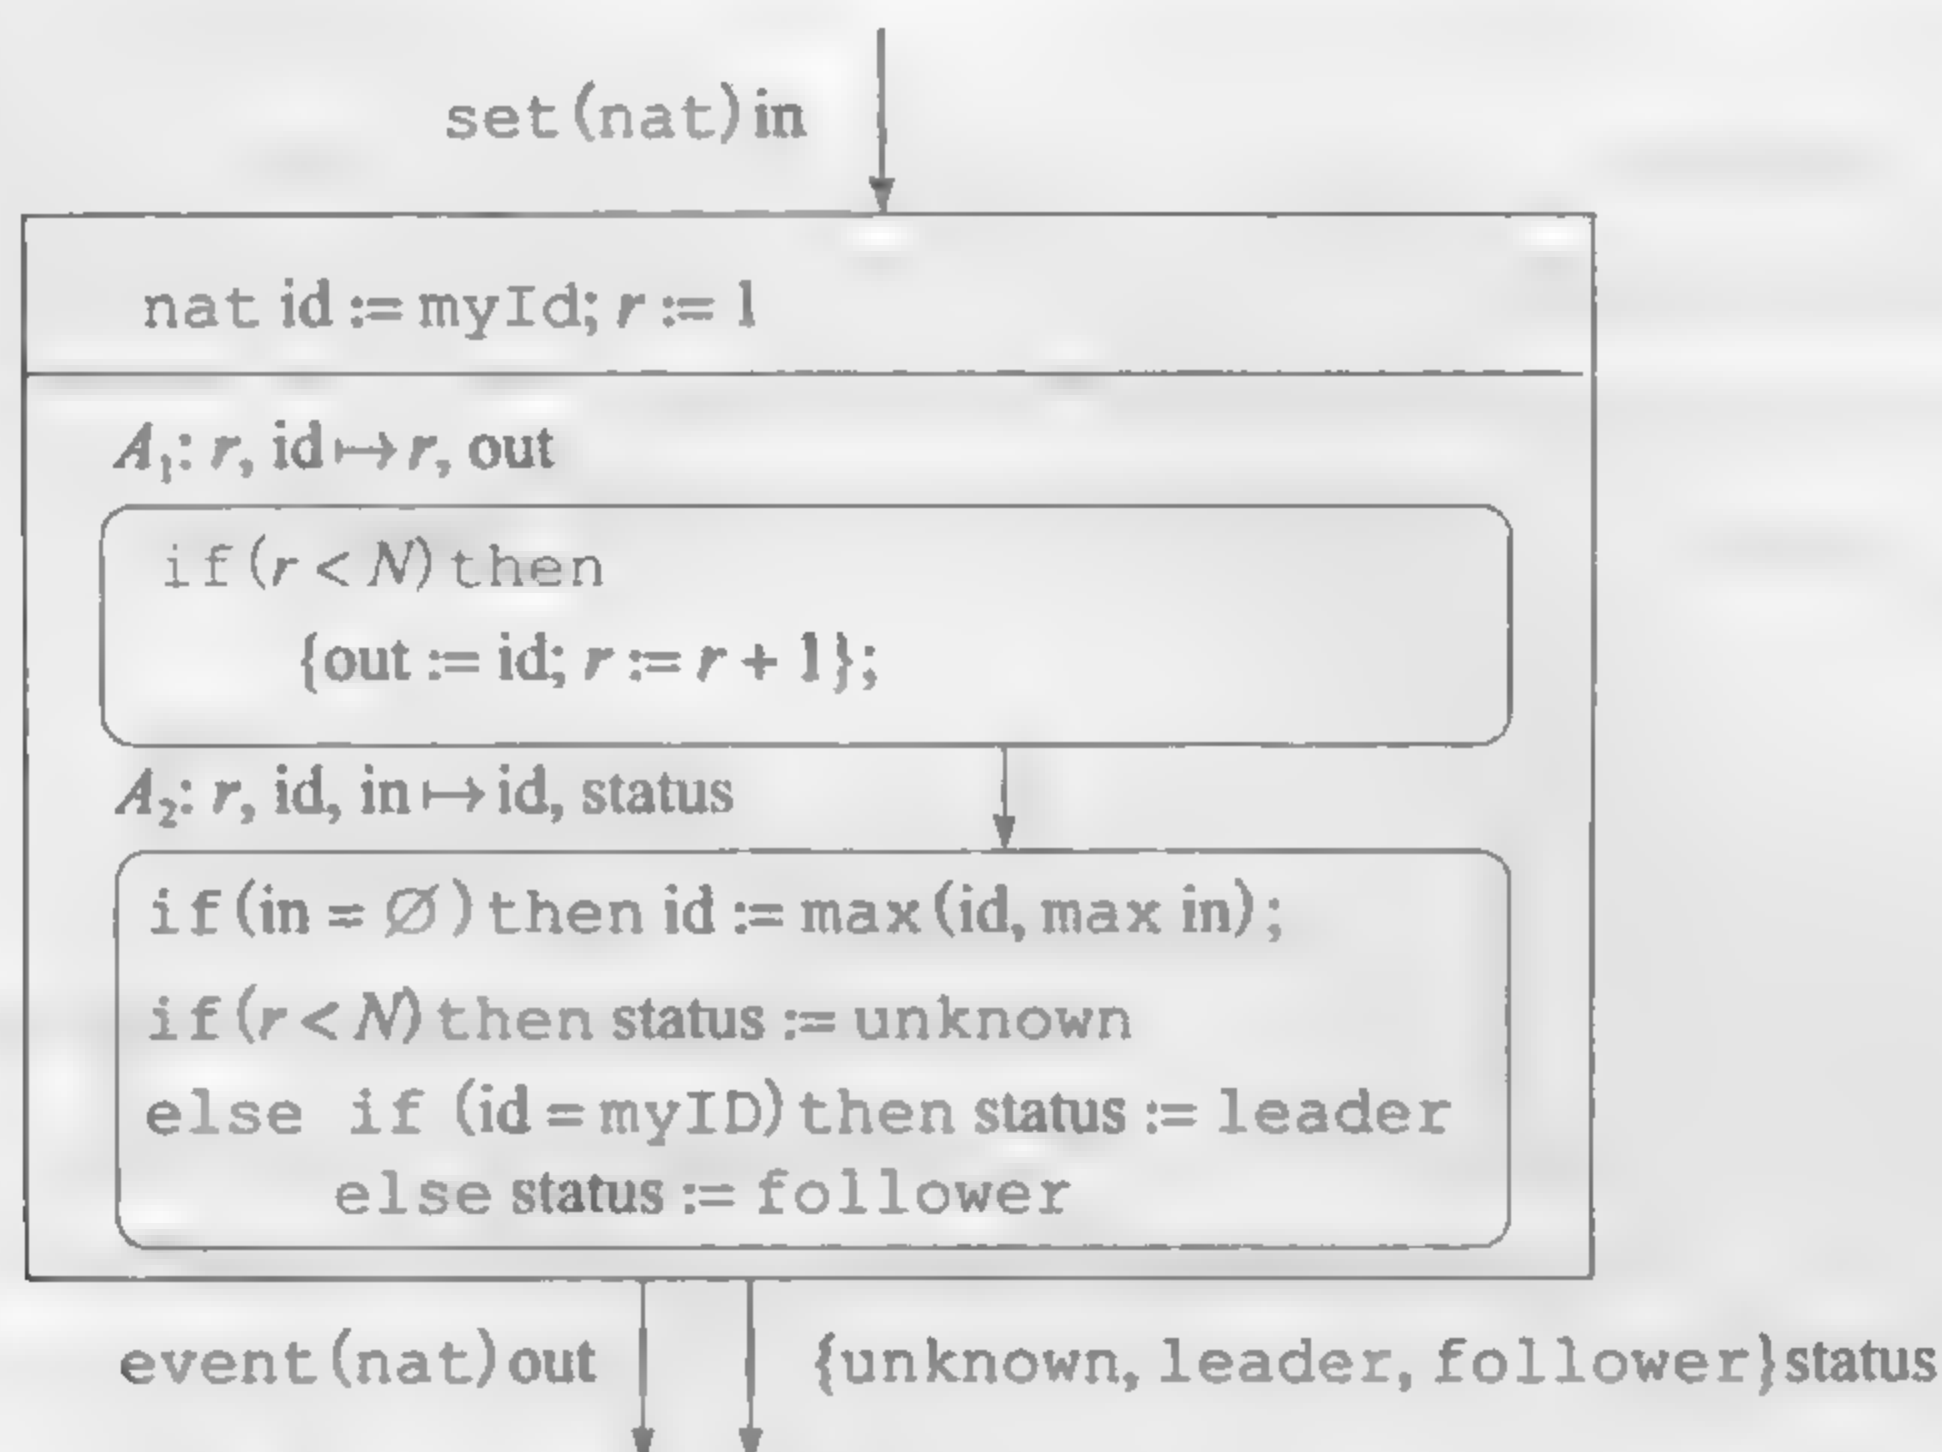 set(nat)in
nat id := myId; r := 1
A₁: r, id ↦ r, out
if(r < N)then
{out := id; r := r + 1};
A₂: r, id, in ↦ id, status
if(in = Ø)then id := max(id, max in);
if(r < N)then status := unknown
else if (id = myID)then status := leader
else status := follower
event(nat)out {unknown, leader, follower}status